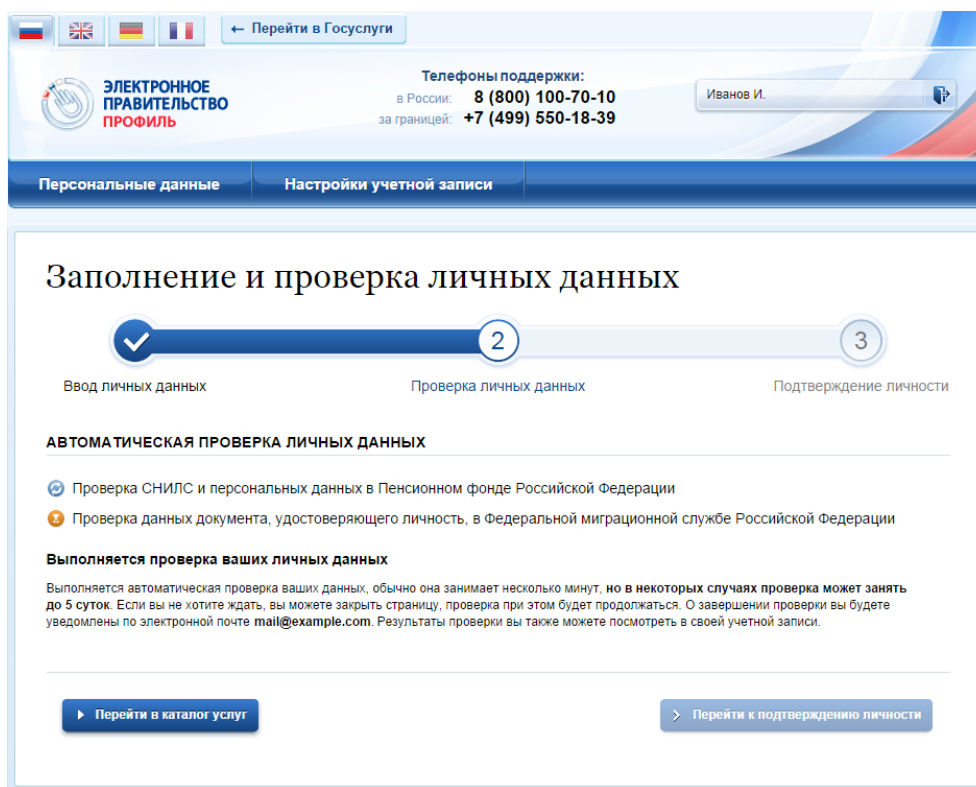 ← Перейти в Госуслуги
ЭЛЕКТРОННОЕ
ПРАВИТЕЛЬСТВО
ПРОФИЛЬ
Телефоны поддержки:
в России: 8 (800) 100-70-10
за границей: +7 (499) 550-18-39
Иванов И.
Персональные данные Настройки учетной записи
Заполнение и проверка личных данных
2 3
Ввод личных данных Проверка личных данных Подтверждение личности
АВТОМАТИЧЕСКАЯ ПРОВЕРКА ЛИЧНЫХ ДАННЫХ
Проверка СНИЛС и персональных данных в Пенсионном фонде Российской Федерации
Проверка данных документа, удостоверяющего личность, в Федеральной миграционной службе Российской Федерации
Выполняется проверка ваших личных данных
Выполняется автоматическая проверка ваших данных, обычно она занимает несколько минут, но в некоторых случаях проверка может занять
до 5 суток. Если вы не хотите ждать, вы можете закрыть страницу, проверка при этом будет продолжаться. О завершении проверки вы будете
уведомлены по электронной почте mail@example.com. Результаты проверки вы также можете посмотреть в своей учетной записи.
Перейти в каталог услуг Перейти к подтверждению личности